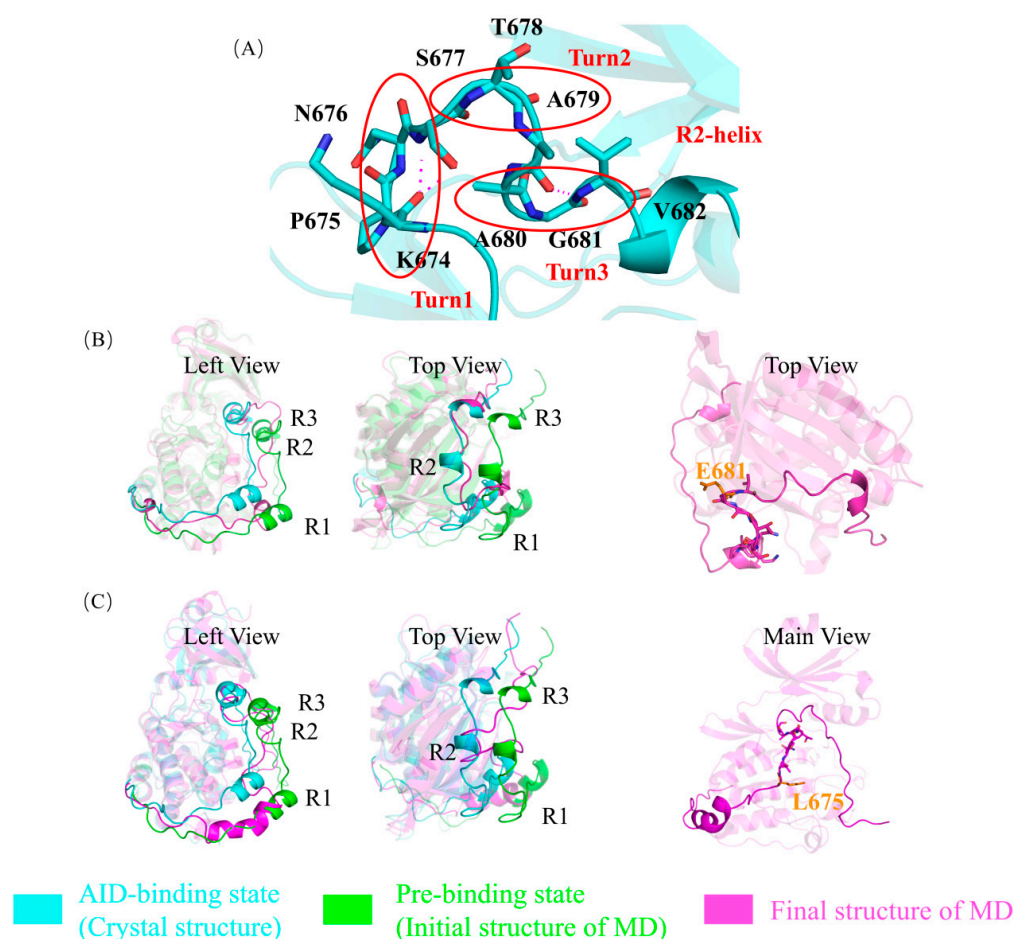 (A)
T678
S677
Turn2
N676
A679
R2-helix
P675
V682
A680
G681
K674
Turn3
Turn1
(B)
Left View
Top View
Top View
R3
R2
R1
R3
R2
R1
E681
(C)
Left View
Top View
Main View
R3
R2
R1
R3
R2
R1
L675
AID-binding state
(Crystal structure)
Pre-binding state
(Initial structure of MD)
Final structure of MD